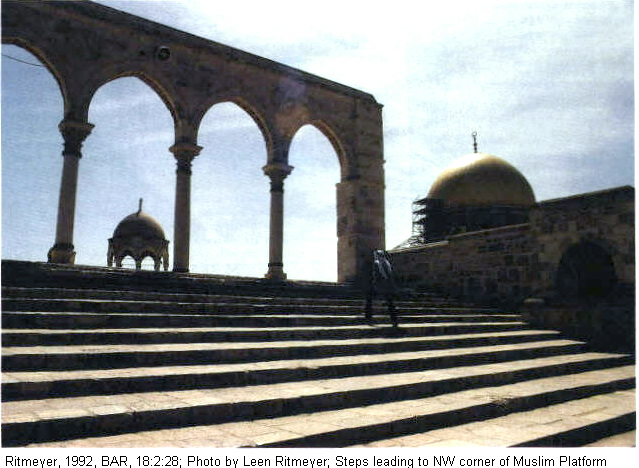 Ritmeyer, 1992, BAR, 18:2:28; Photo by Leen Ritmeyer; Steps leading to NW corner of Muslim Platform